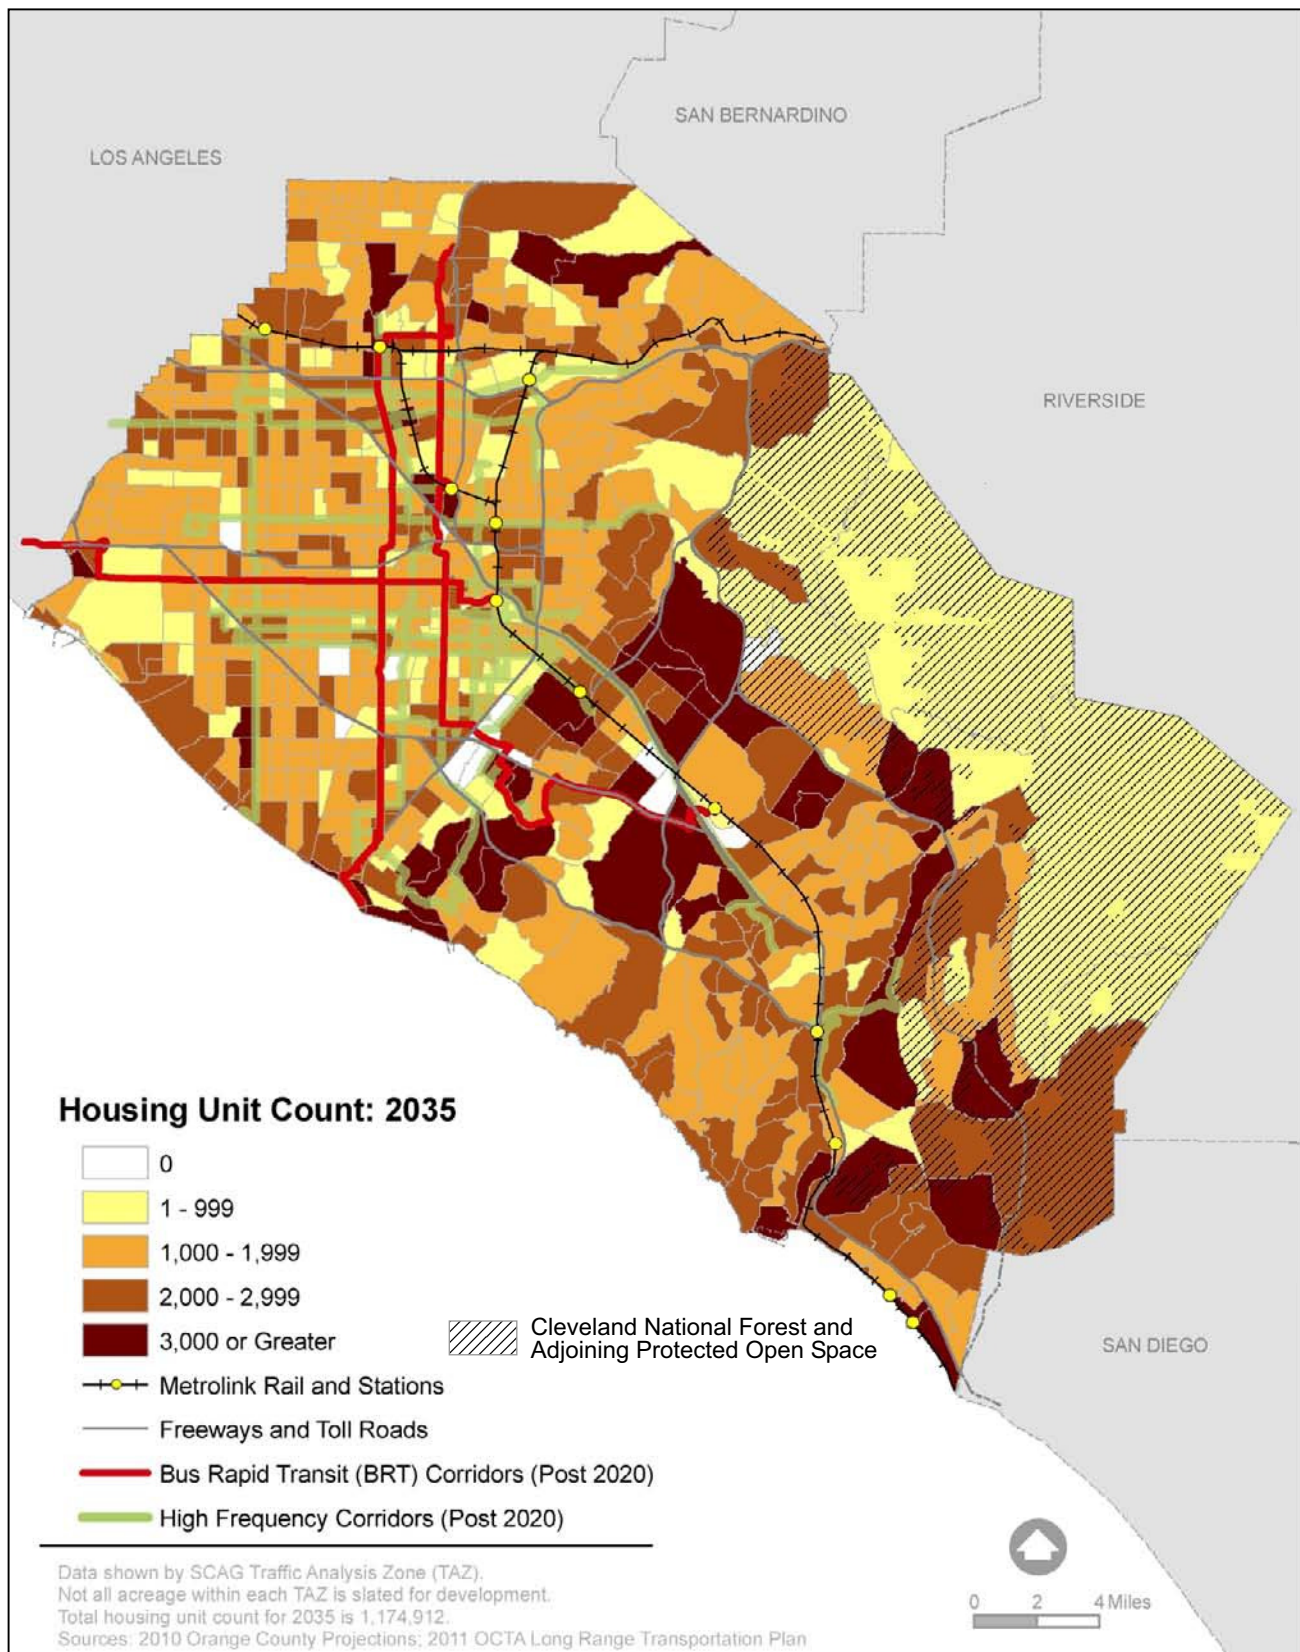 SAN BERNARDINO
LOS ANGELES
RIVERSIDE
Housing Unit Count: 2035
0
1 - 999
1,000 - 1,999
2,000 - 2,999
3,000 or Greater
Cleveland National Forest and
Adjoining Protected Open Space
Metrolink Rail and Stations
Freeways and Toll Roads
Bus Rapid Transit (BRT) Corridors (Post 2020)
High Frequency Corridors (Post 2020)
SAN DIEGO
Data shown by SCAG Traffic Analysis Zone (TAZ).
Not all acreage within each TAZ is slated for development.
Total housing unit count for 2035 is 1,174,912.
Sources: 2010 Orange County Projections; 2011 OCTA Long Range Transportation Plan
0 2 4 Miles